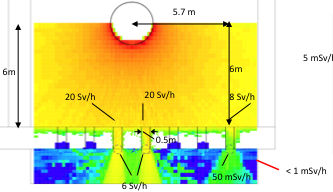 5.7 m
6m
6m
5 mSv/h
20 Sv/h
20 Sv/h
8 Sv/h
0.5m
6 Sv/h
50 mSv/h
< 1 mSv/h